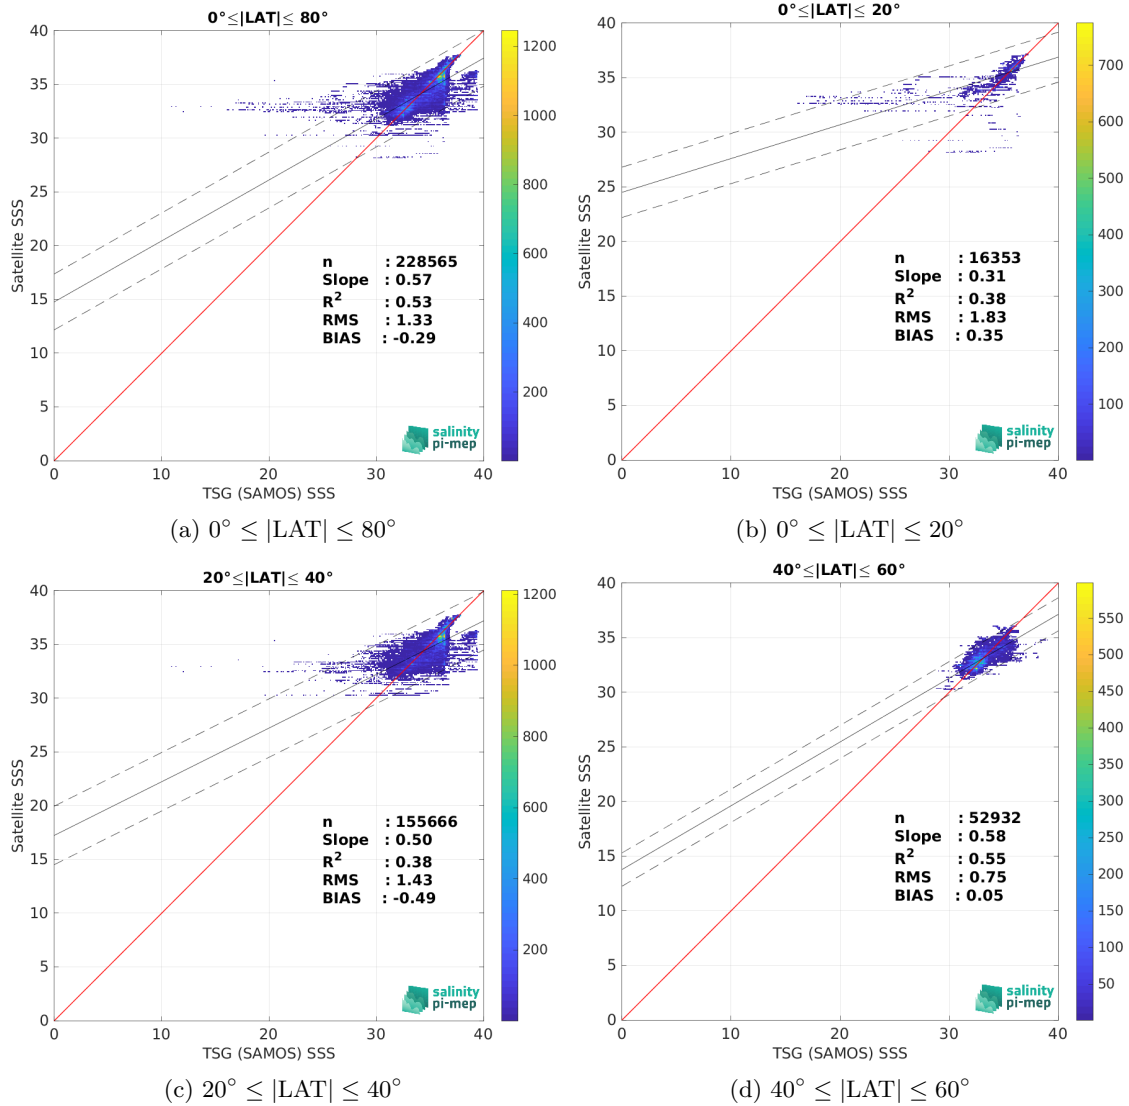 0°≤|LAT|≤ 80°
40
35
30
25
20
15
10
5
0
Satellite SSS
n : 228565
Slope : 0.57
R² : 0.53
RMS : 1.33
BIAS : -0.29
salinity
pi-mep
0 10 20 30 40
TSG (SAMOS) SSS
1200
1000
800
600
400
200
(a) 0° ≤ |LAT| ≤ 80°
0°≤|LAT|≤ 20°
40
35
30
25
20
15
10
5
0
Satellite SSS
n : 16353
Slope : 0.31
R² : 0.38
RMS : 1.83
BIAS : 0.35
salinity
pi-mep
0 10 20 30 40
TSG (SAMOS) SSS
700
600
500
400
300
200
100
(b) 0° ≤ |LAT| ≤ 20°
20°≤|LAT|≤ 40°
40
35
30
25
20
15
10
5
0
Satellite SSS
n : 155666
Slope : 0.50
R² : 0.38
RMS : 1.43
BIAS : -0.49
salinity
pi-mep
0 10 20 30 40
TSG (SAMOS) SSS
1200
1000
800
600
400
200
(c) 20° ≤ |LAT| ≤ 40°
40°≤|LAT|≤ 60°
40
35
30
25
20
15
10
5
0
Satellite SSS
n : 52932
Slope : 0.58
R² : 0.55
RMS : 0.75
BIAS : 0.05
salinity
pi-mep
0 10 20 30 40
TSG (SAMOS) SSS
550
500
450
400
350
300
250
200
150
100
50
(d) 40° ≤ |LAT| ≤ 60°